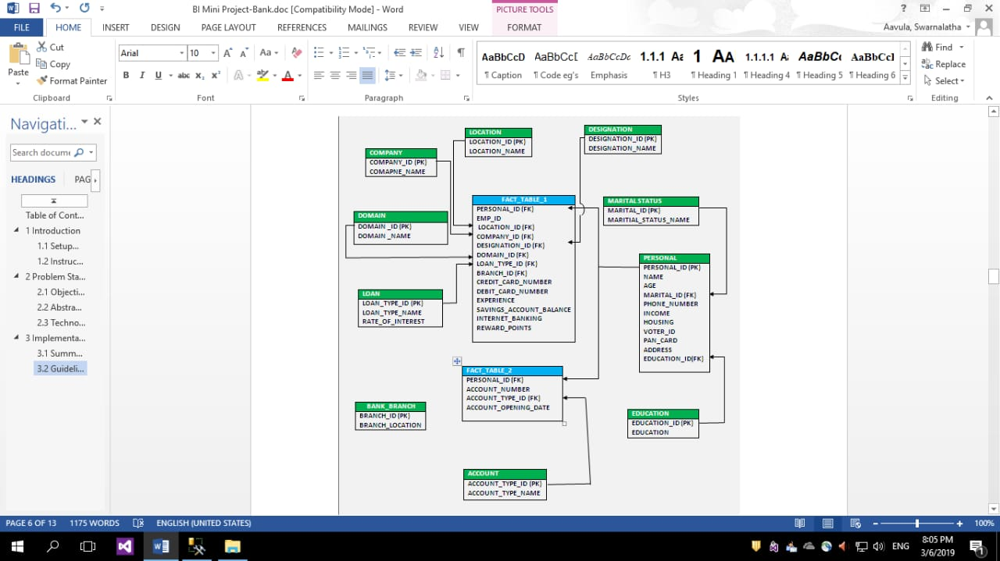 BI Mini Project-Bank.doc [Compatibility Mode] - Word
PICTURE TOOLS
?
FILE HOME INSERT DESIGN PAGE LAYOUT REFERENCES MAILINGS REVIEW VIEW FORMAT
Aavula, Swarnalatha
Paste
Cut
Copy
Format Painter
Clipboard
Arial 10
B I U abc X₂ X²
Font
Paragraph
AaBbCcD AaBbCcD AaBbCcDc 1.1.1 Aa 1 AA 1.1.1.1 A AaBbCc AaBbCcI
¶ Caption ¶ Code eg's Emphasis ¶ H3 ¶ Heading 1 ¶ Heading 4 ¶ Heading 5 ¶ Heading 6
Styles
Find
Replace
Select
Editing
Navigati...
Search docume
HEADINGS PAG
Table of Cont...
1 Introduction
1.1 Setup...
1.2 Instruc...
2 Problem Sta...
2.1 Objecti...
2.2 Abstra...
2.3 Techno...
3 Implementa...
3.1 Summ...
3.2 Guideli...
LOCATION
LOCATION_ID (PK)
LOCATION_NAME
DESIGNATION
DESIGNATION_ID (PK)
DESIGNATION_NAME
COMPANY
COMPANY_ID (PK)
COMAPNE_NAME
FACT_TABLE_1
PERSONAL_ID (FK)
EMP_ID
LOCATION_ID (FK)
COMPANY_ID (FK)
DESIGNATION_ID (FK)
DOMAIN_ID (FK)
LOAN_TYPE_ID (FK)
BRANCH_ID (FK)
CREDIT_CARD_NUMBER
DEBIT_CARD_NUMBER
EXPERIENCE
SAVINGS_ACCOUNT_BALANCE
INTERNET_BANKING
REWARD_POINTS
MARITAL STATUS
MARITAL_ID (PK)
MARITIAL_STATUS_NAME
DOMAIN
DOMAIN _ID (PK)
DOMAIN _NAME
PERSONAL
PERSONAL_ID (PK)
NAME
AGE
MARITAL_ID (FK)
PHONE_NUMBER
INCOME
HOUSING
VOTER_ID
PAN_CARD
ADDRESS
EDUCATION_ID(FK)
LOAN
LOAN_TYPE_ID (PK)
LOAN_TYPE_NAME
RATE_OF_INTEREST
FACT_TABLE_2
PERSONAL_ID (FK)
ACCOUNT_NUMBER
ACCOUNT_TYPE_ID (FK)
ACCOUNT_OPENING_DATE
BANK_BRANCH
BRANCH_ID (PK)
BRANCH_LOCATION
EDUCATION
EDUCATION_ID (PK)
EDUCATION
ACCOUNT
ACCOUNT_TYPE_ID (PK)
ACCOUNT_TYPE_NAME
PAGE 6 OF 13 1175 WORDS ENGLISH (UNITED STATES) 100%
ENG
8:05 PM
3/6/2019
1